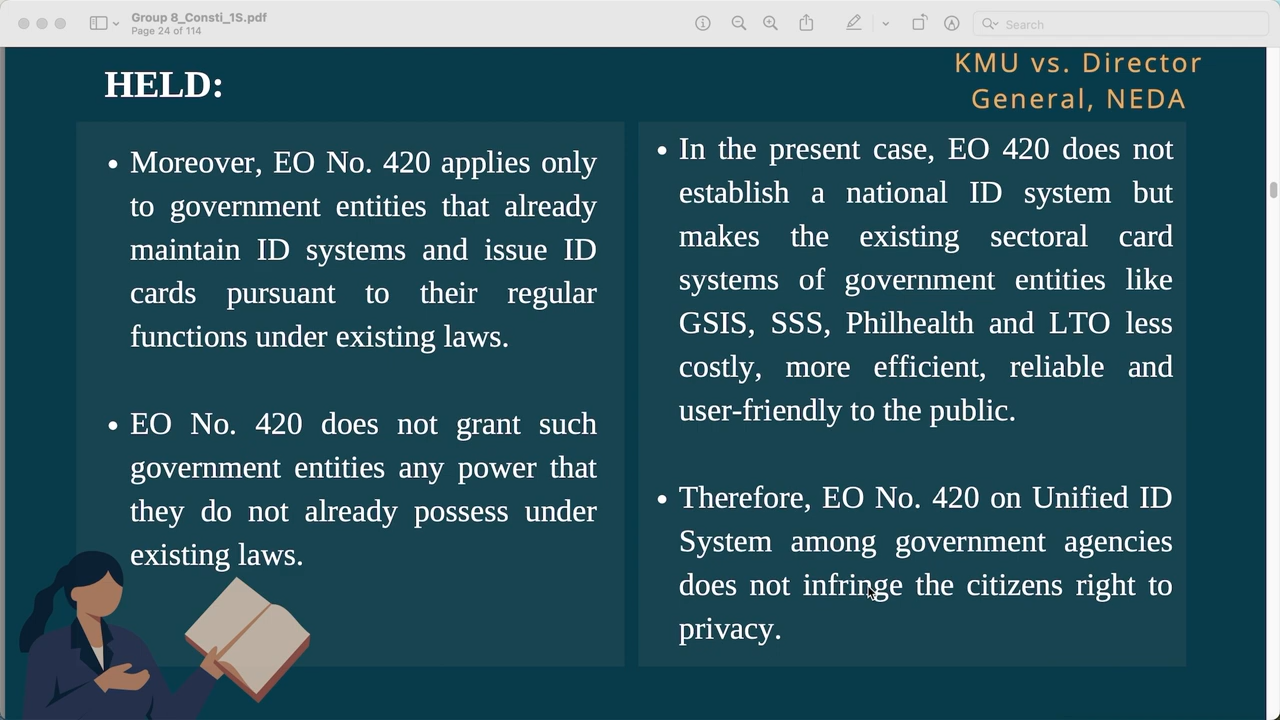 Group 8_Consti_1S.pdf
Page 24 of 114
Search
HELD:
KMU vs. Director
General, NEDA
• Moreover, EO No. 420 applies only
to government entities that already
maintain ID systems and issue ID
cards pursuant to their regular
functions under existing laws.
• EO No. 420 does not grant such
government entities any power that
they do not already possess under
existing laws.
• In the present case, EO 420 does not
establish a national ID system but
makes the existing sectoral card
systems of government entities like
GSIS, SSS, Philhealth and LTO less
costly, more efficient, reliable and
user-friendly to the public.
• Therefore, EO No. 420 on Unified ID
System among government agencies
does not infringe the citizens right to
privacy.